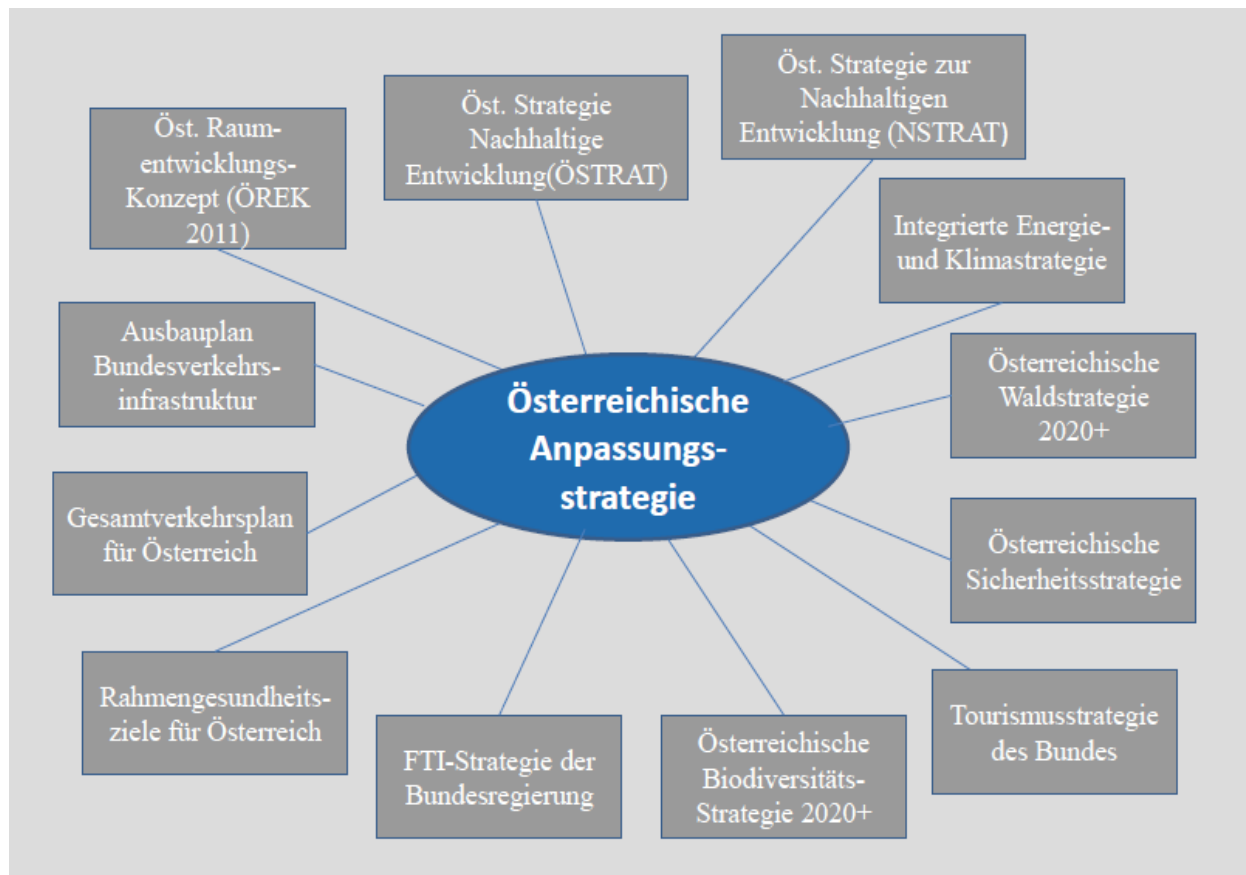 Öst. Raum-
entwicklungs-
Konzept (ÖREK
2011)
Öst. Strategie
Nachhaltige
Entwicklung(ÖSTRAT)
Öst. Strategie zur
Nachhaltigen
Entwicklung (NSTRAT)
Integrierte Energie-
und Klimastrategie
Ausbauplan
Bundesverkehrs-
infrastruktur
Österreichische
Anpassungs-
strategie
Österreichische
Waldstrategie
2020+
Gesamtverkehrsplan
für Österreich
Österreichische
Sicherheitsstrategie
Rahmengesundheits-
ziele für Österreich
FTI-Strategie der
Bundesregierung
Österreichische
Biodiversitäts-
Strategie 2020+
Tourismusstrategie
des Bundes